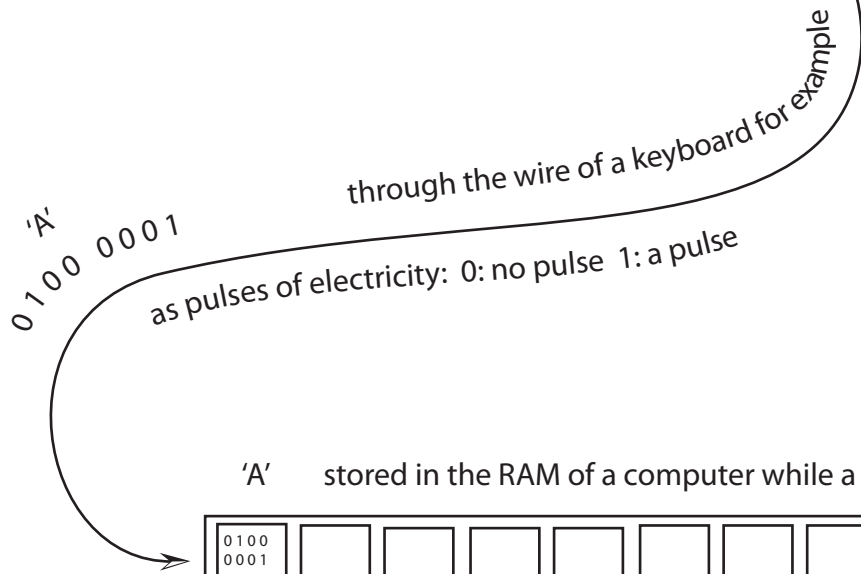 through the wire of a keyboard for example
'A'
0100 0001
as pulses of electricity: 0: no pulse 1: a pulse
'A' stored in the RAM of a computer while a
0100
0001